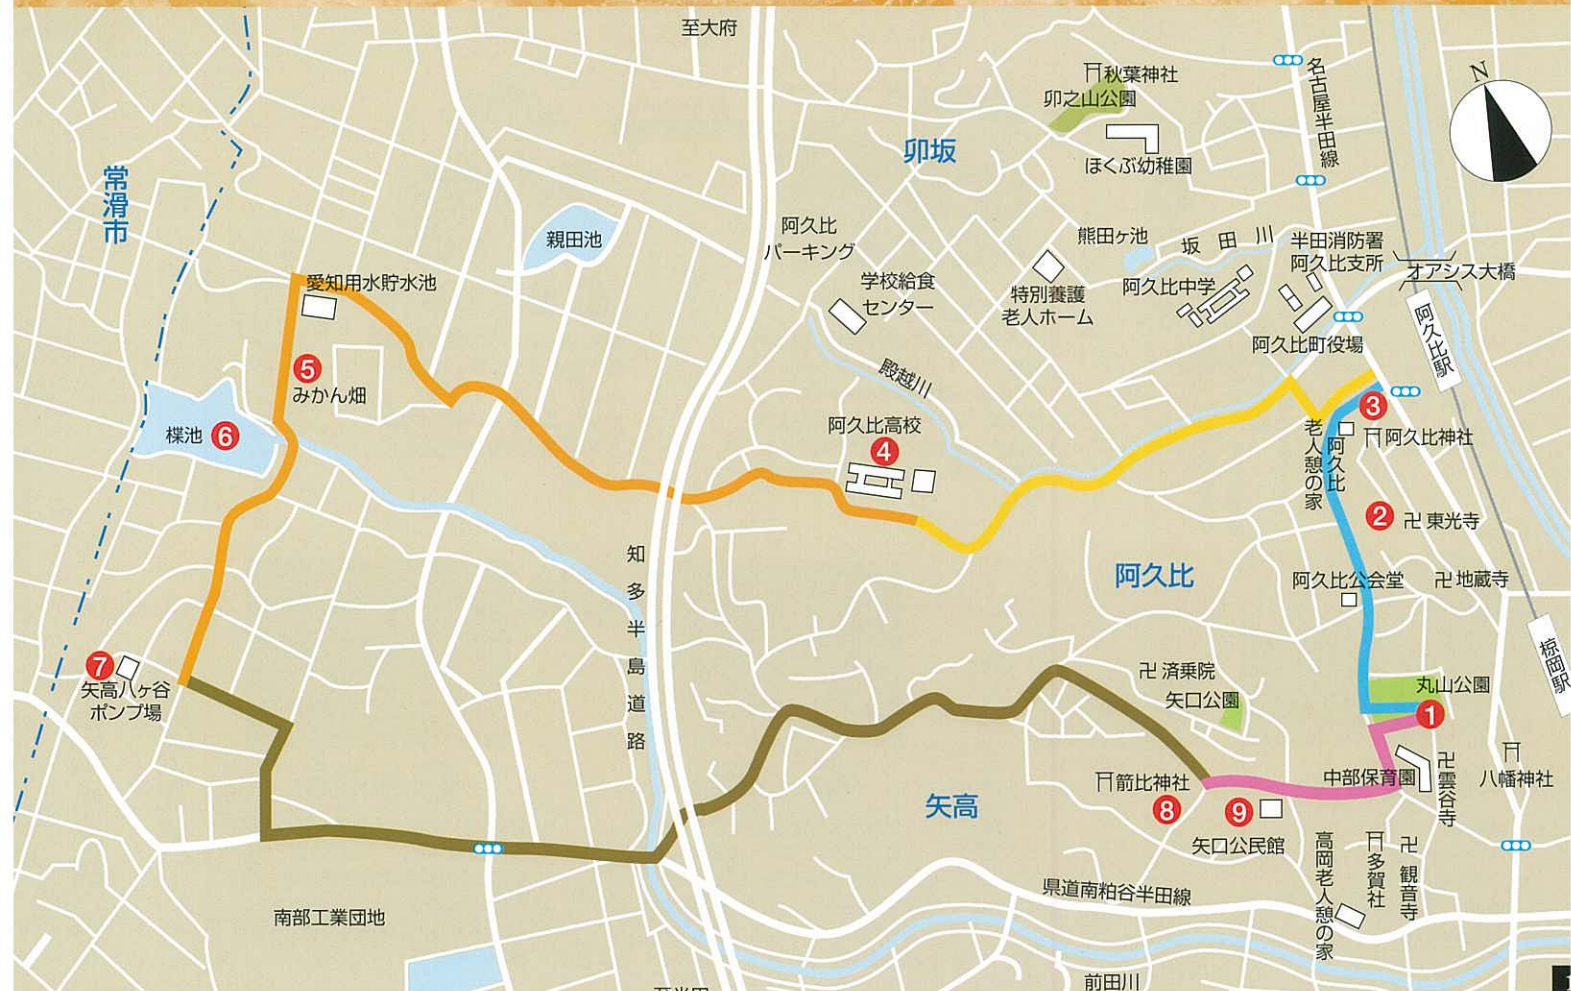 至大府
秋葉神社
卯之山公園
ほくぶ幼稚園
名古屋半田線
N
卯坂
常滑市
親田池
阿久比
パーキング
学校給食
センター
熊田ヶ池
坂田川
特別養護
老人ホーム
阿久比中学
半田消防署
阿久比支所
オアシス大橋
阿久比町役場
阿久比駅
愛知用水貯水池
5
みかん畑
殿越川
楪池
6
阿久比高校
4
3
阿久比神社
阿久比
老人憩の家
2
卍東光寺
知多半島道路
阿久比
阿久比公会堂
卍地蔵寺
椋岡駅
7
矢高八ヶ谷
ポンプ場
卍済乗院
矢口公園
丸山公園
1
箭比神社
8
9
矢口公民館
矢高
中部保育園
卍雲谷寺
八幡神社
高岡老人憩の家
多賀社
卍観音寺
県道南粕谷半田線
南部工業団地
前田川